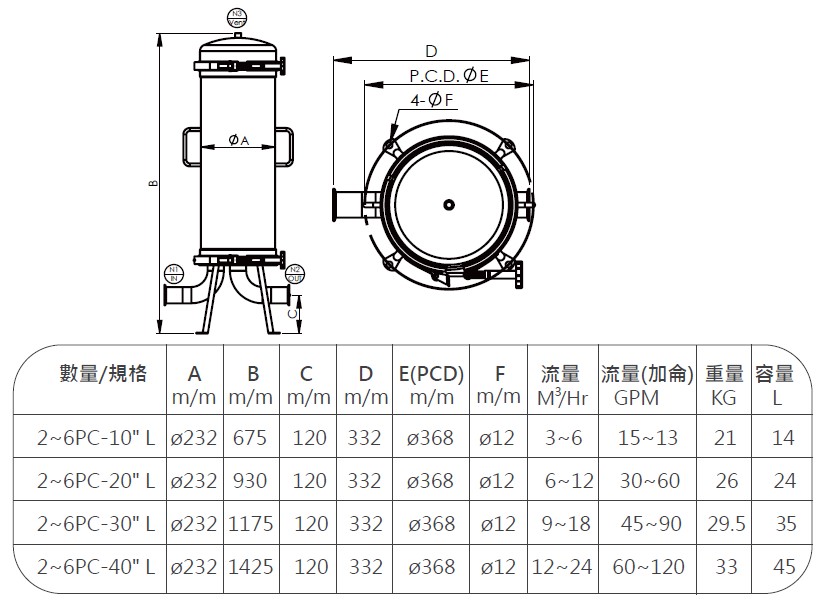 N3
Vent
D
P.C.D. ØE
4-ØF
ØA
B
N1
IN
N2
OUT
C
數量/規格 A B C D E(PCD) F 流量 流量(加侖) 重量 容量
m/m m/m m/m m/m m/m m/m M³/Hr GPM KG L
2~6PC-10" L ø232 675 120 332 ø368 ø12 3~6 15~13 21 14
2~6PC-20" L ø232 930 120 332 ø368 ø12 6~12 30~60 26 24
2~6PC-30" L ø232 1175 120 332 ø368 ø12 9~18 45~90 29.5 35
2~6PC-40" L ø232 1425 120 332 ø368 ø12 12~24 60~120 33 45